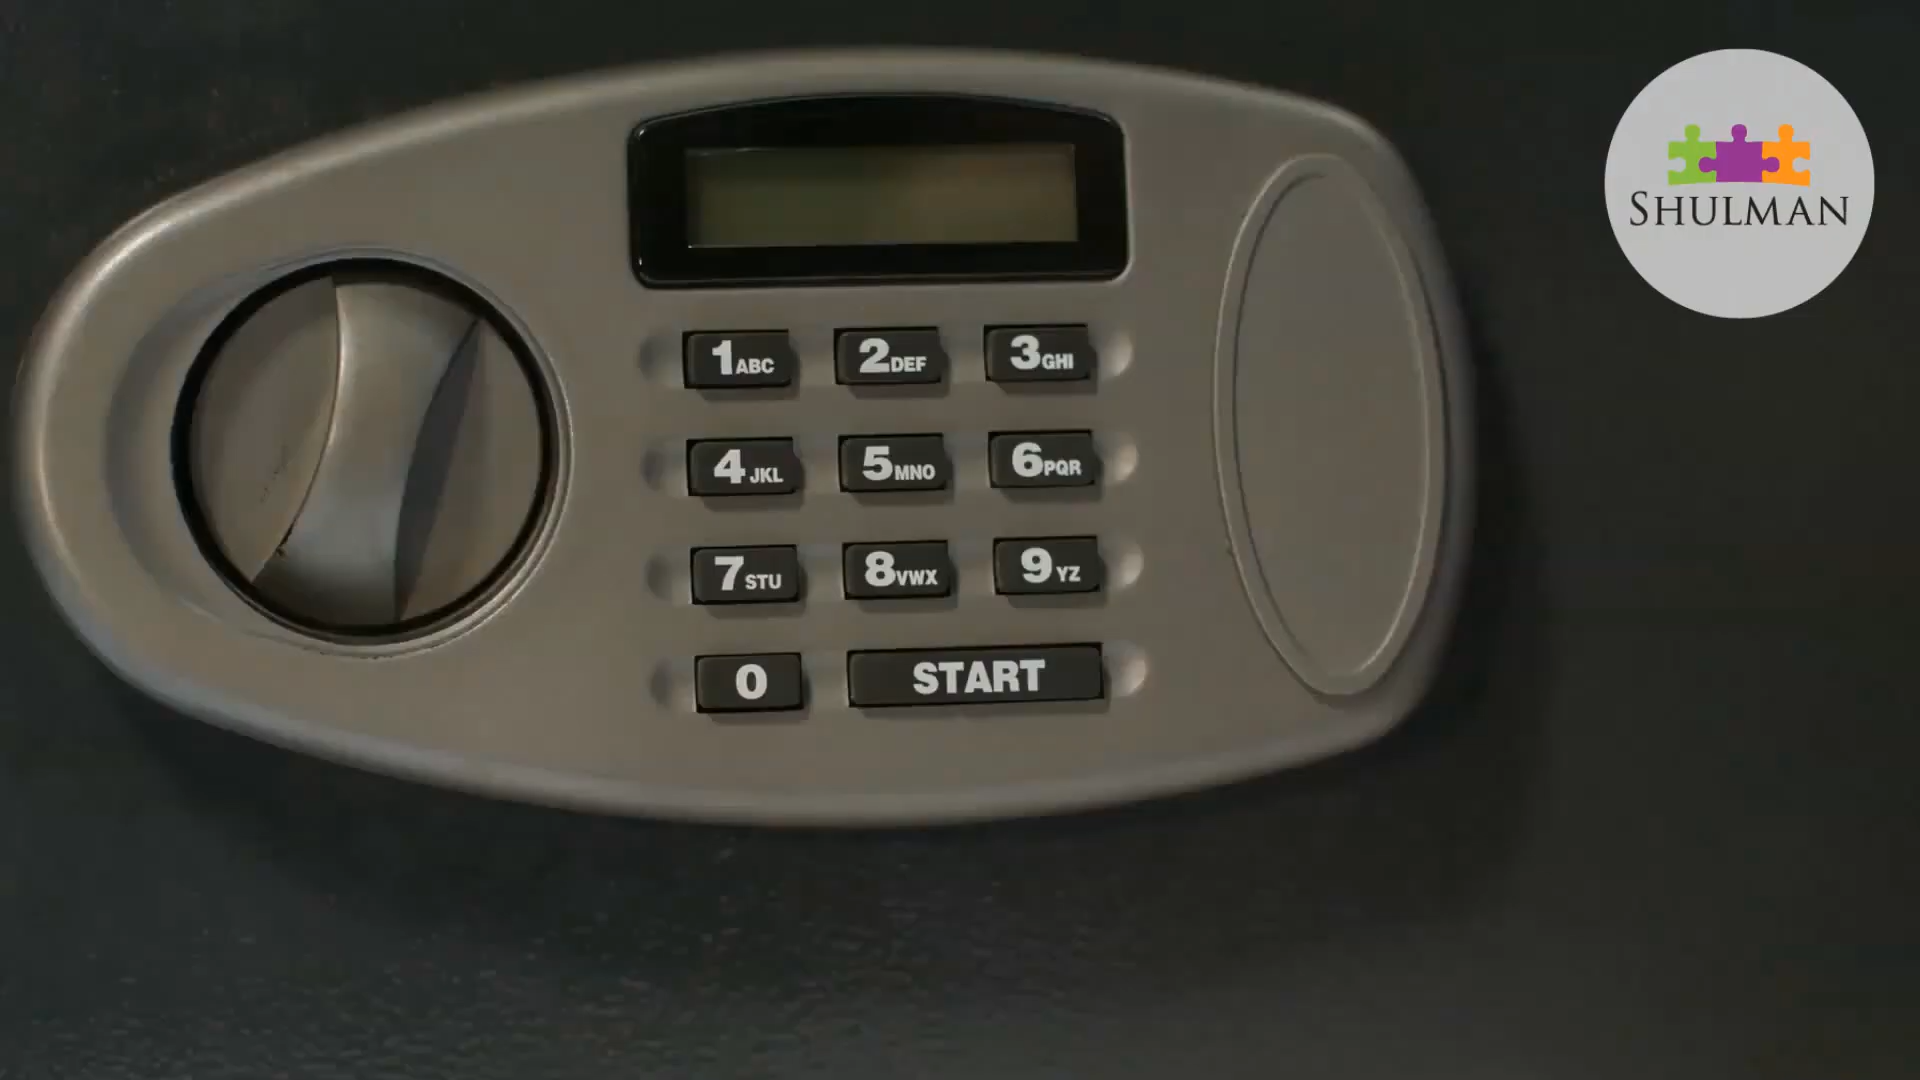 SHULMAN
1ABC 2DEF 3GHI
4JKL 5MNO 6PQR
7STU 8VWX 9YZ
0 START